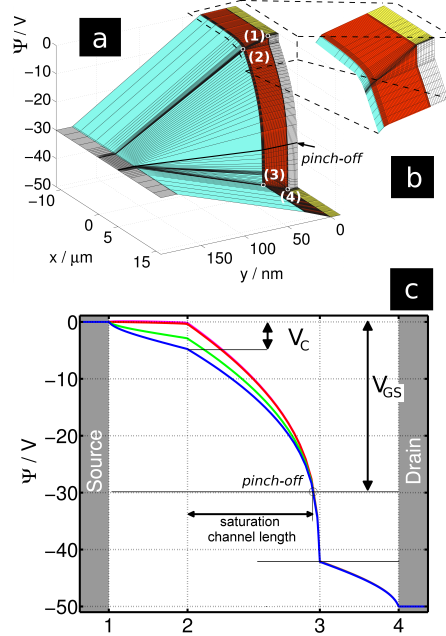 Ψ / V
0
−10
−20
−30
−40
−50
−10
0
5
15
x / μm
150
100
50
0
y / nm
a
(1)
(2)
(3)
(4)
pinch-off
b
c
Ψ / V
0
−10
−20
−30
−40
−50
1
2
3
4
Source
Drain
V_C
V_GS
pinch-off
saturation
channel length